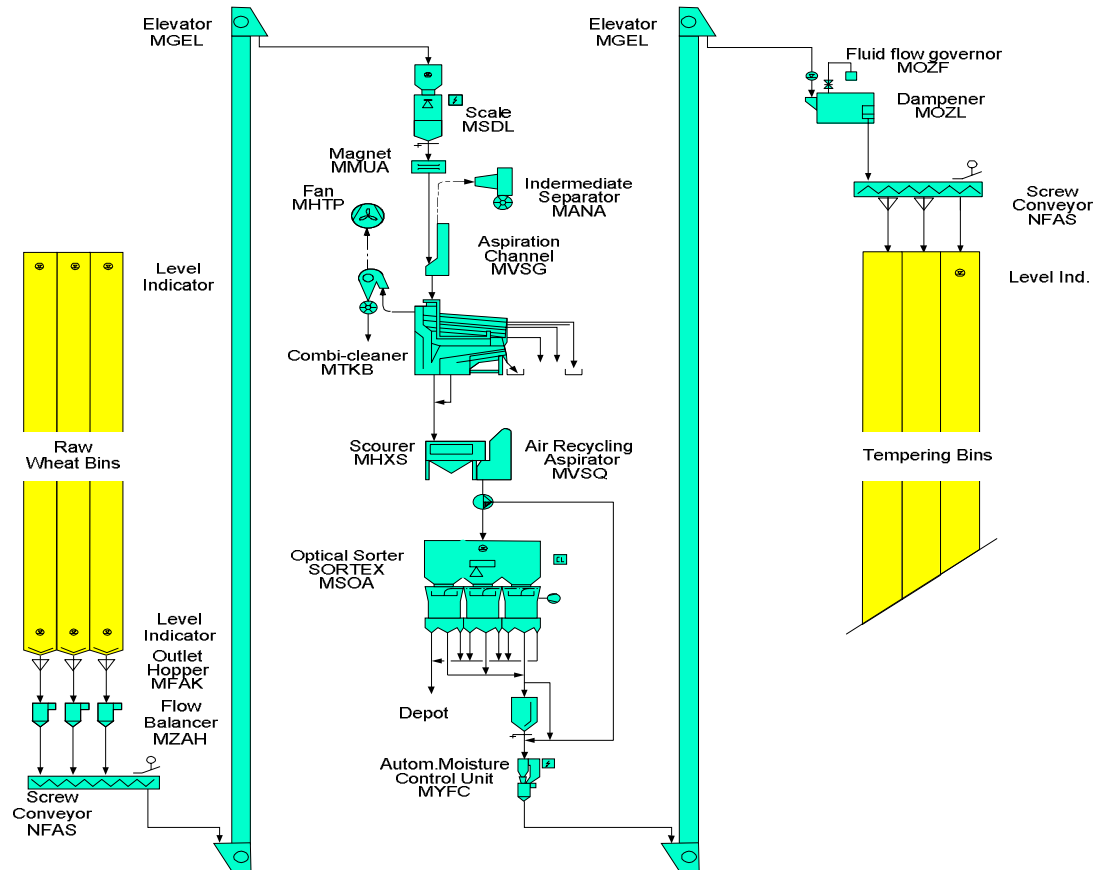 Elevator
MGEL
Scale
MSDL
Magnet
MMUA
Fan
MHTP
Indermediate
Separator
MANA
Aspiration
Channel
MVSG
Level
Indicator
Combi-cleaner
MTKB
Raw
Wheat Bins
Scourer
MHXS
Air Recycling
Aspirator
MVSQ
Optical Sorter
SORTEX
MSOA
CL
Level
Indicator
Outlet
Hopper
MFAK
Flow
Balancer
MZAH
Depot
Autom.Moisture
Control Unit
MYFC
Screw
Conveyor
NFAS
Elevator
MGEL
Fluid flow governor
MOZF
Dampener
MOZL
Screw
Conveyor
NFAS
Level Ind.
Tempering Bins